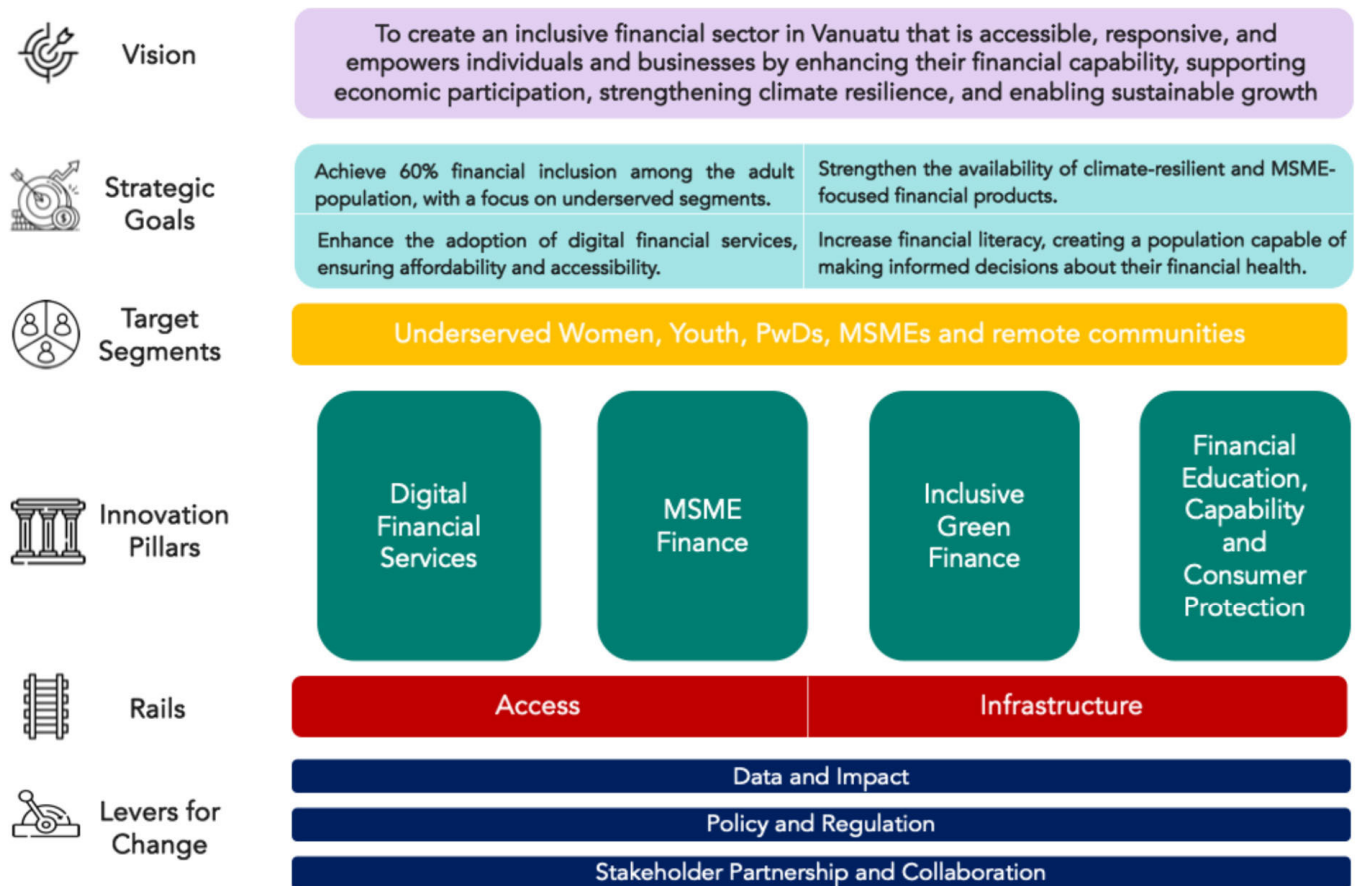 Vision
To create an inclusive financial sector in Vanuatu that is accessible, responsive, and
empowers individuals and businesses by enhancing their financial capability, supporting
economic participation, strengthening climate resilience, and enabling sustainable growth
Strategic
Goals
Achieve 60% financial inclusion among the adult
population, with a focus on underserved segments.
Strengthen the availability of climate-resilient and MSME-
focused financial products.
Enhance the adoption of digital financial services,
ensuring affordability and accessibility.
Increase financial literacy, creating a population capable of
making informed decisions about their financial health.
Target
Segments
Underserved Women, Youth, PwDs, MSMEs and remote communities
Innovation
Pillars
Digital
Financial
Services
MSME
Finance
Inclusive
Green
Finance
Financial
Education,
Capability
and
Consumer
Protection
Rails
Access
Infrastructure
Levers for
Change
Data and Impact
Policy and Regulation
Stakeholder Partnership and Collaboration